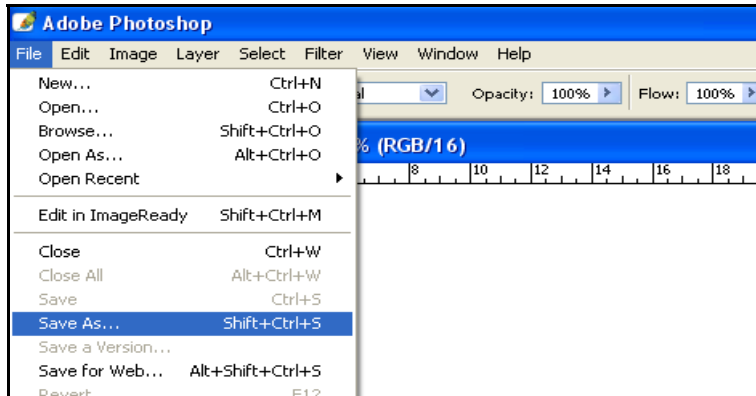 Adobe Photoshop
File Edit Image Layer Select Filter View Window Help
Opacity: 100% Flow: 100%
New... Ctrl+N
Open... Ctrl+O
Browse... Shift+Ctrl+O
Open As... Alt+Ctrl+O
Open Recent
Edit in ImageReady Shift+Ctrl+M
Close Ctrl+W
Close All Alt+Ctrl+W
Save Ctrl+S
Save As... Shift+Ctrl+S
Save a Version...
Save for Web... Alt+Shift+Ctrl+S
Revert F12
% (RGB/16)
8 10 12 14 16 18